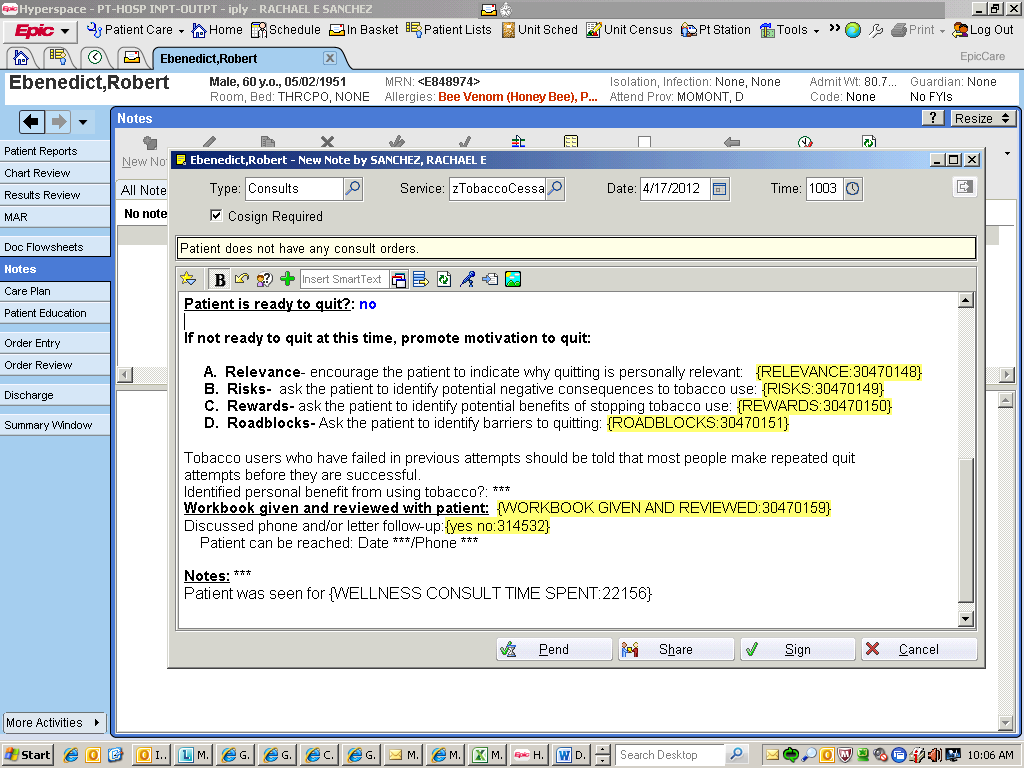 Hyperspace - PT-HOSP INPT-OUTPT - iply - RACHAEL E SANCHEZ
Epic Patient Care Home Schedule In Basket Patient Lists Unit Sched Unit Census Pt Station Tools Print Log Out
Ebenedict,Robert EpicCare
Ebenedict,Robert
Male, 60 y.o., 05/02/1951 MRN: <E848974> Isolation, Infection: None, None Admit Wt: 80.7... Guardian: None
Room, Bed: THRCPO, NONE Allergies: Bee Venom (Honey Bee), P... Attend Prov: MOMONT, D Code: None No FYIs
Notes ? Resize
Patient Reports
Chart Review
Results Review
MAR
Doc Flowsheets
Notes
Care Plan
Patient Education
Order Entry
Order Review
Discharge
Summary Window
More Activities
New No
All Note
No note
Ebenedict,Robert - New Note by SANCHEZ, RACHAEL E
Type: Consults Service: zTobaccoCessa Date: 4/17/2012 Time: 1003
Cosign Required
Patient does not have any consult orders.
B Insert SmartText
Patient is ready to quit?: no
If not ready to quit at this time, promote motivation to quit:
A. Relevance- encourage the patient to indicate why quitting is personally relevant: {RELEVANCE:30470148}
B. Risks- ask the patient to identify potential negative consequences to tobacco use: {RISKS:30470149}
C. Rewards- ask the patient to identify potential benefits of stopping tobacco use: {REWARDS:30470150}
D. Roadblocks- Ask the patient to identify barriers to quitting: {ROADBLOCKS:30470151}
Tobacco users who have failed in previous attempts should be told that most people make repeated quit
attempts before they are successful.
Identified personal benefit from using tobacco?: ***
Workbook given and reviewed with patient: {WORKBOOK GIVEN AND REVIEWED:30470159}
Discussed phone and/or letter follow-up:{yes no:314532}
Patient can be reached: Date ***/Phone ***
Notes: ***
Patient was seen for {WELLNESS CONSULT TIME SPENT:22156}
Pend Share Sign Cancel
Start I.. M. G. G. C. G. M. M. M. H. D. Search Desktop 10:06 AM